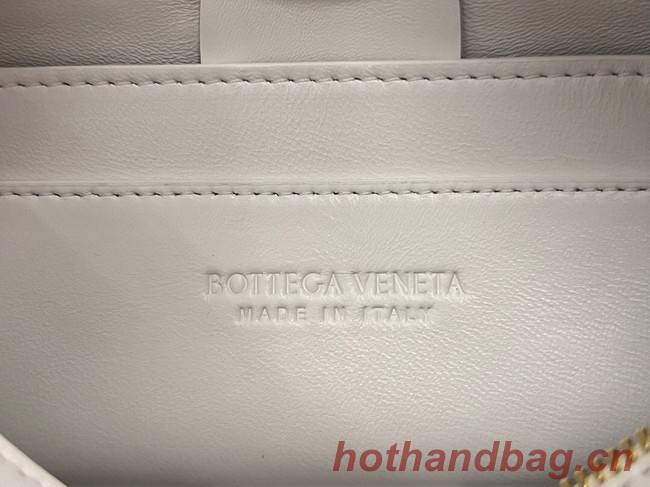 BOTTEGA VENETA
MADE IN ITALY
hothandbag.cn